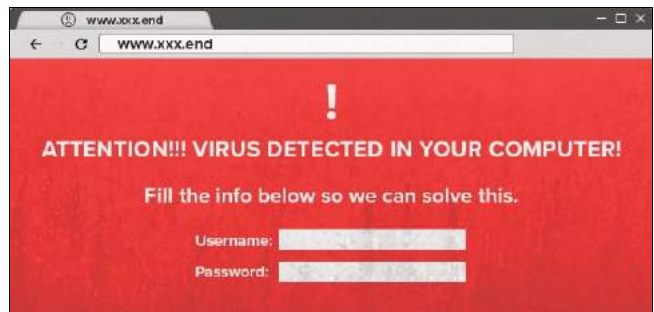 www.xxx.end
www.xxx.end
!
ATTENTION!!! VIRUS DETECTED IN YOUR COMPUTER!
Fill the info below so we can solve this.
Username:
Password: